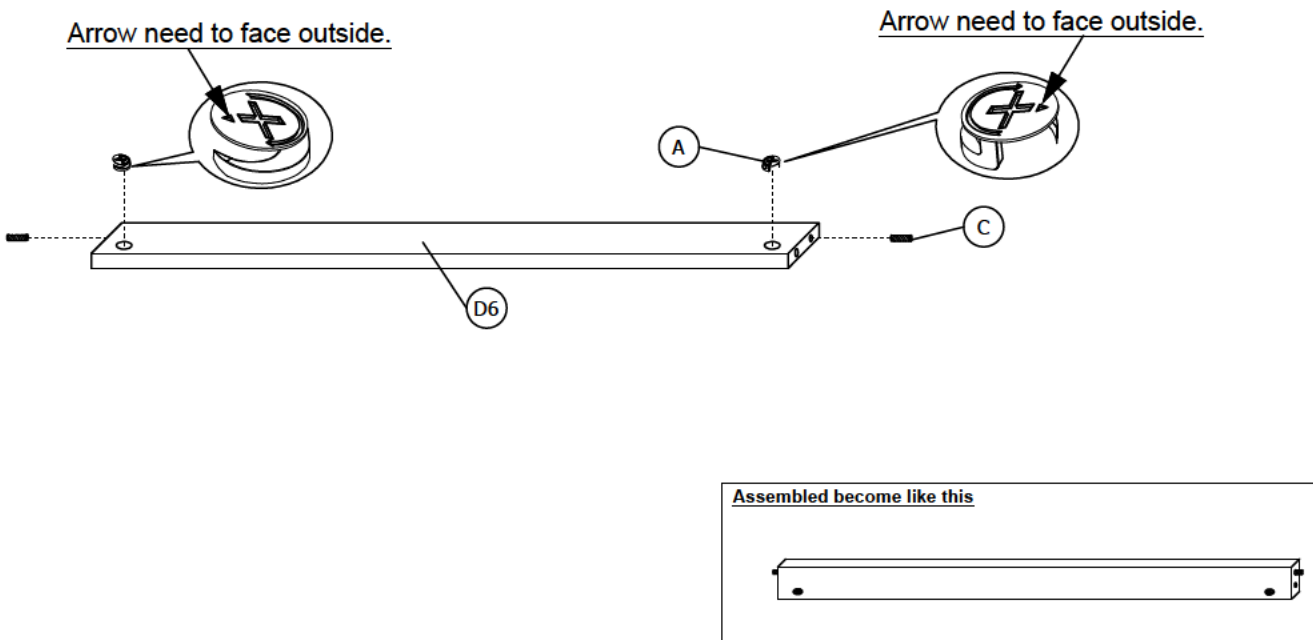 Arrow need to face outside.
Arrow need to face outside.
A
C
D6
Assembled become like this